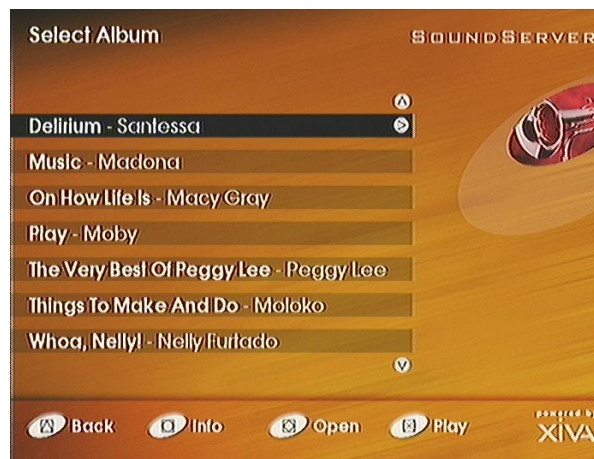 Select Album
SOUNDSERVER
Delirium - Santessa
Music - Madona
On How Life Is - Macy Gray
Play - Moby
The Very Best Of Peggy Lee - Peggy Lee
Things To Make And Do - Moloko
Whoa, Nelly! - Nelly Furtado
Back Info Open Play
powered by
XIVA